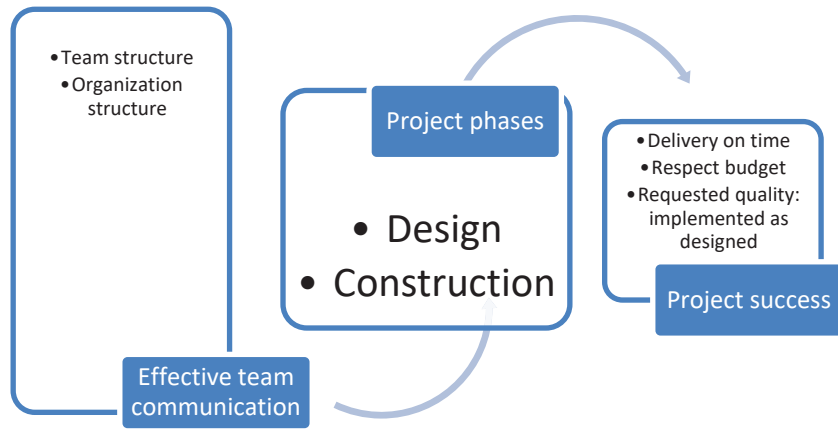 •Team structure
•Organization
structure
Effective team
communication
Project phases
• Design
• Construction
•Delivery on time
•Respect budget
•Requested quality:
implemented as
designed
Project success